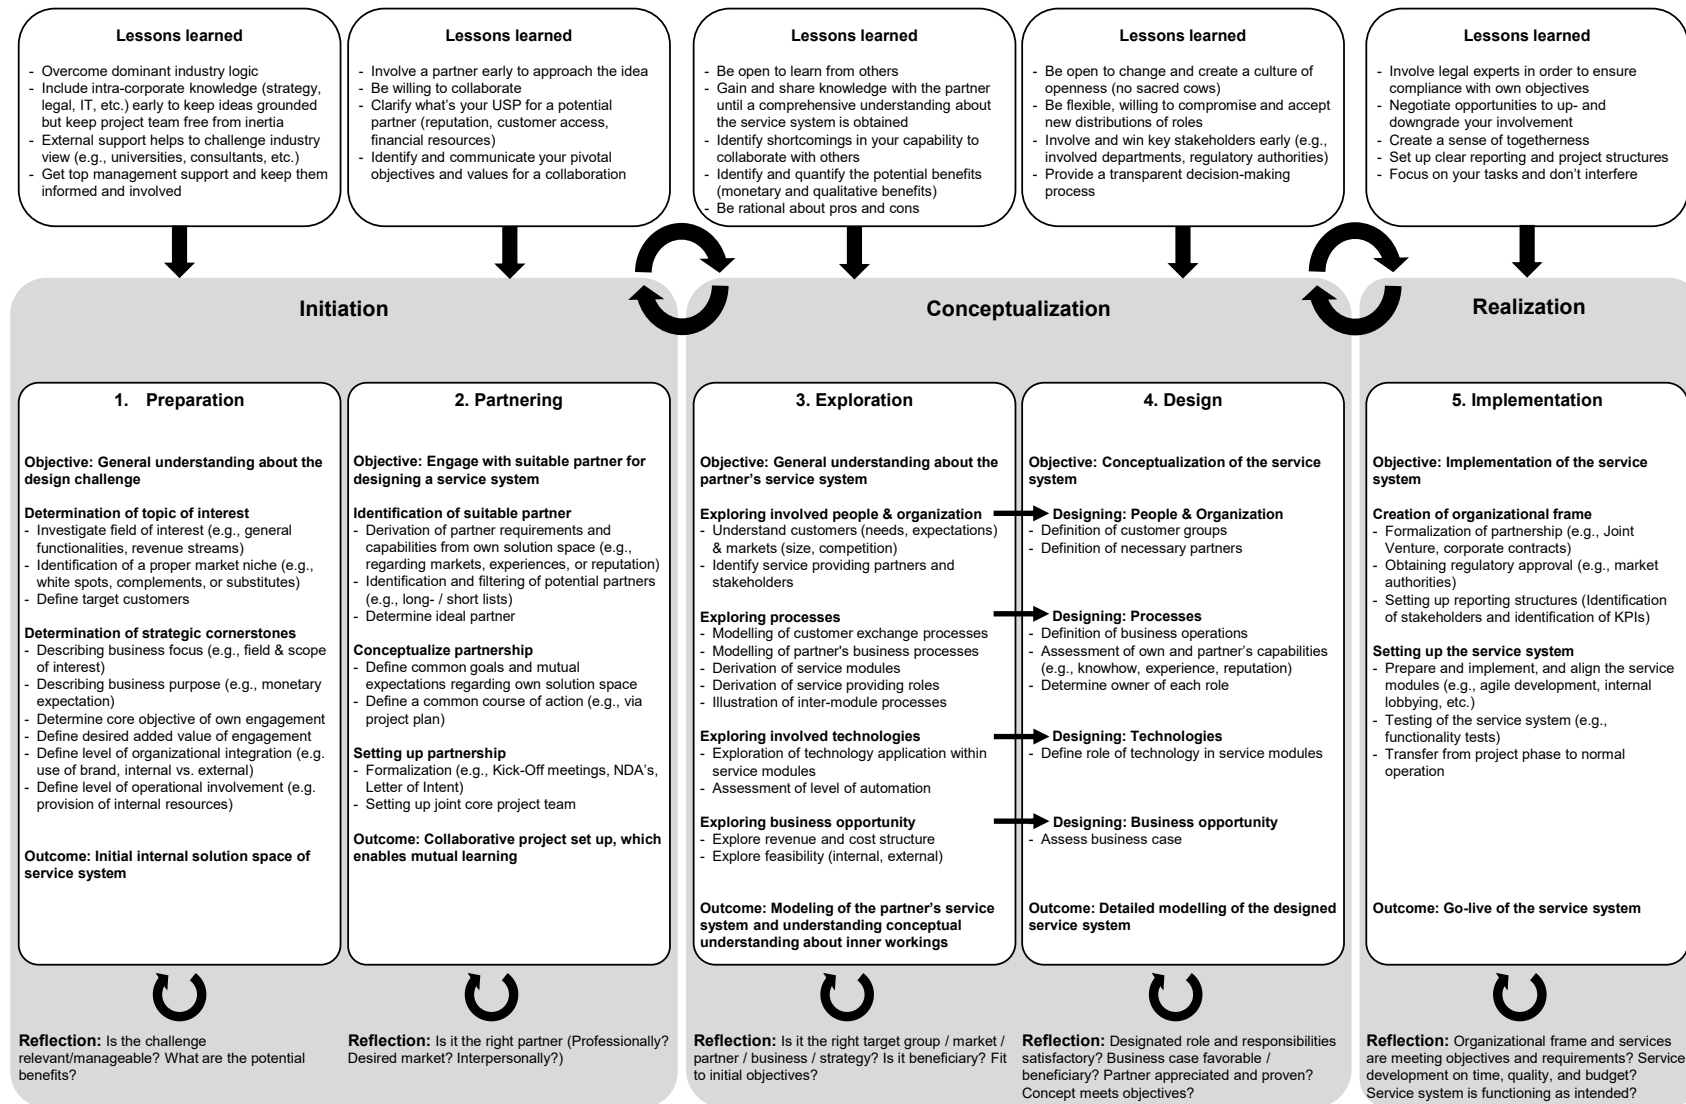 Lessons learned
- Overcome dominant industry logic
- Include intra-corporate knowledge (strategy,
legal, IT, etc.) early to keep ideas grounded
but keep project team free from inertia
- External support helps to challenge industry
view (e.g., universities, consultants, etc.)
- Get top management support and keep them
informed and involved
Lessons learned
- Involve a partner early to approach the idea
- Be willing to collaborate
- Clarify what's your USP for a potential
partner (reputation, customer access,
financial resources)
- Identify and communicate your pivotal
objectives and values for a collaboration
Lessons learned
- Be open to learn from others
- Gain and share knowledge with the partner
until a comprehensive understanding about
the service system is obtained
- Identify shortcomings in your capability to
collaborate with others
- Identify and quantify the potential benefits
(monetary and qualitative benefits)
- Be rational about pros and cons
Lessons learned
- Be open to change and create a culture of
openness (no sacred cows)
- Be flexible, willing to compromise and accept
new distributions of roles
- Involve and win key stakeholders early (e.g.,
involved departments, regulatory authorities)
- Provide a transparent decision-making
process
Lessons learned
- Involve legal experts in order to ensure
compliance with own objectives
- Negotiate opportunities to up- and
downgrade your involvement
- Create a sense of togetherness
- Set up clear reporting and project structures
- Focus on your tasks and don't interfere
Initiation
Conceptualization
Realization
1. Preparation
Objective: General understanding about the
design challenge
Determination of topic of interest
- Investigate field of interest (e.g., general
functionalities, revenue streams)
- Identification of a proper market niche (e.g.,
white spots, complements, or substitutes)
- Define target customers
Determination of strategic cornerstones
- Describing business focus (e.g., field & scope
of interest)
- Describing business purpose (e.g., monetary
expectation)
- Determine core objective of own engagement
- Define desired added value of engagement
- Define level of organizational integration (e.g.
use of brand, internal vs. external)
- Define level of operational involvement (e.g.
provision of internal resources)
Outcome: Initial internal solution space of
service system
2. Partnering
Objective: Engage with suitable partner for
designing a service system
Identification of suitable partner
- Derivation of partner requirements and
capabilities from own solution space (e.g.,
regarding markets, experiences, or reputation)
- Identification and filtering of potential partners
(e.g., long- / short lists)
- Determine ideal partner
Conceptualize partnership
- Define common goals and mutual
expectations regarding own solution space
- Define a common course of action (e.g., via
project plan)
Setting up partnership
- Formalization (e.g., Kick-Off meetings, NDA's,
Letter of Intent)
- Setting up joint core project team
Outcome: Collaborative project set up, which
enables mutual learning
3. Exploration
Objective: General understanding about the
partner's service system
Exploring involved people & organization
- Understand customers (needs, expectations)
& markets (size, competition)
- Identify service providing partners and
stakeholders
Exploring processes
- Modelling of customer exchange processes
- Modelling of partner's business processes
- Derivation of service modules
- Derivation of service providing roles
- Illustration of inter-module processes
Exploring involved technologies
- Exploration of technology application within
service modules
- Assessment of level of automation
Exploring business opportunity
- Explore revenue and cost structure
- Explore feasibility (internal, external)
Outcome: Modeling of the partner's service
system and understanding conceptual
understanding about inner workings
4. Design
Objective: Conceptualization of the service
system
Designing: People & Organization
- Definition of customer groups
- Definition of necessary partners
Designing: Processes
- Definition of business operations
- Assessment of own and partner's capabilities
(e.g., knowhow, experience, reputation)
- Determine owner of each role
Designing: Technologies
- Define role of technology in service modules
Designing: Business opportunity
- Assess business case
Outcome: Detailed modelling of the designed
service system
5. Implementation
Objective: Implementation of the service
system
Creation of organizational frame
- Formalization of partnership (e.g., Joint
Venture, corporate contracts)
- Obtaining regulatory approval (e.g., market
authorities)
- Setting up reporting structures (Identification
of stakeholders and identification of KPIs)
Setting up the service system
- Prepare and implement, and align the service
modules (e.g., agile development, internal
lobbying, etc.)
- Testing of the service system (e.g.,
functionality tests)
- Transfer from project phase to normal
operation
Outcome: Go-live of the service system
Reflection: Is the challenge
relevant/manageable? What are the potential
benefits?
Reflection: Is it the right partner (Professionally?
Desired market? Interpersonally?)
Reflection: Is it the right target group / market /
partner / business / strategy? Is it beneficiary? Fit
to initial objectives?
Reflection: Designated role and responsibilities
satisfactory? Business case favorable /
beneficiary? Partner appreciated and proven?
Concept meets objectives?
Reflection: Organizational frame and services
are meeting objectives and requirements? Service
development on time, quality, and budget?
Service system is functioning as intended?